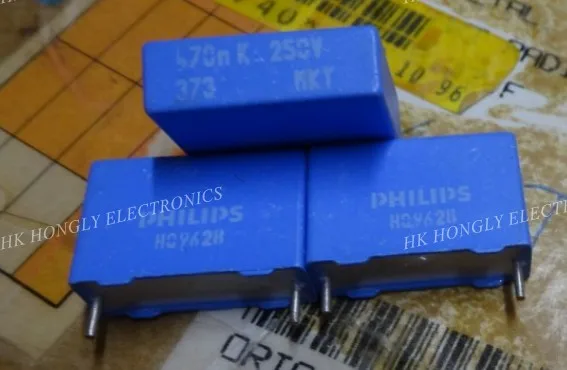 470n K 250V
373 MKT
10 96
PHILIPS
HQ962H
PHILIPS
HQ962H
HK HONGLY ELECTRONICS
HK HONGLY ELECTRONICS